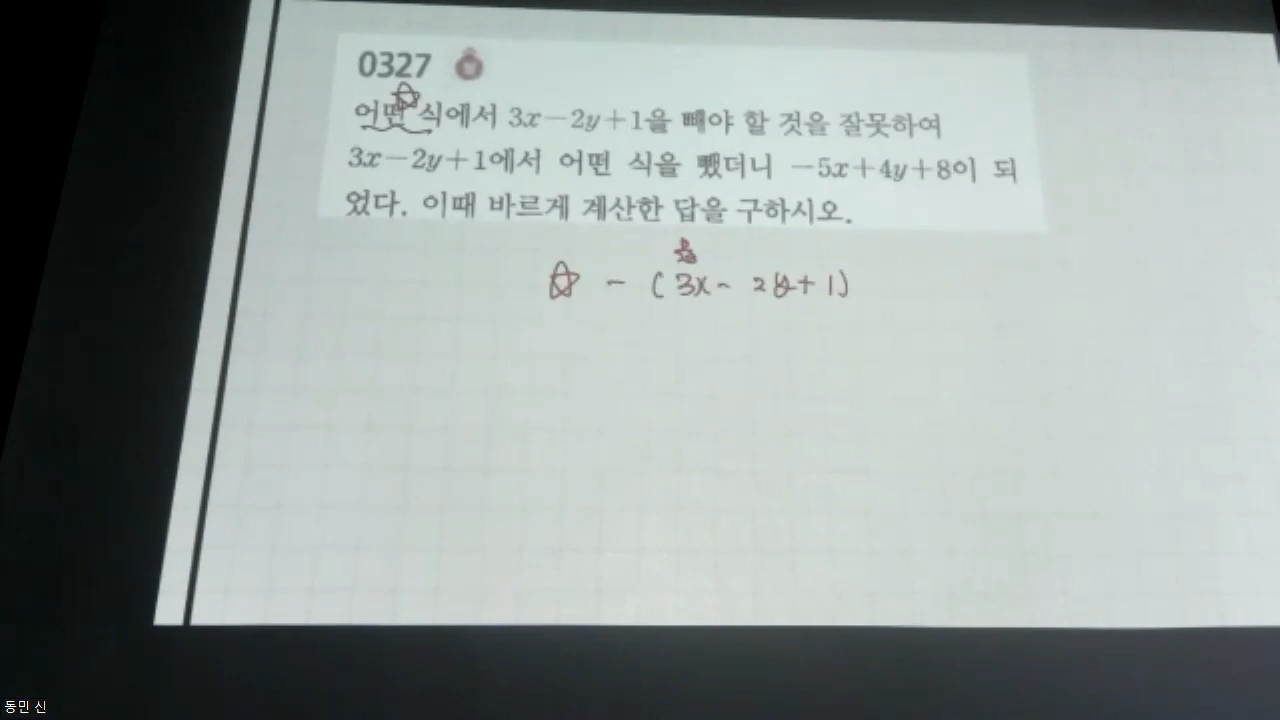 0327
어떤 식에서 3x−2y+1을 빼야 할 것을 잘못하여
3x−2y+1에서 어떤 식을 뺐더니 −5x+4y+8이 되
었다. 이때 바르게 계산한 답을 구하시오.
☆ − (3x − 2y + 1)
동민 신